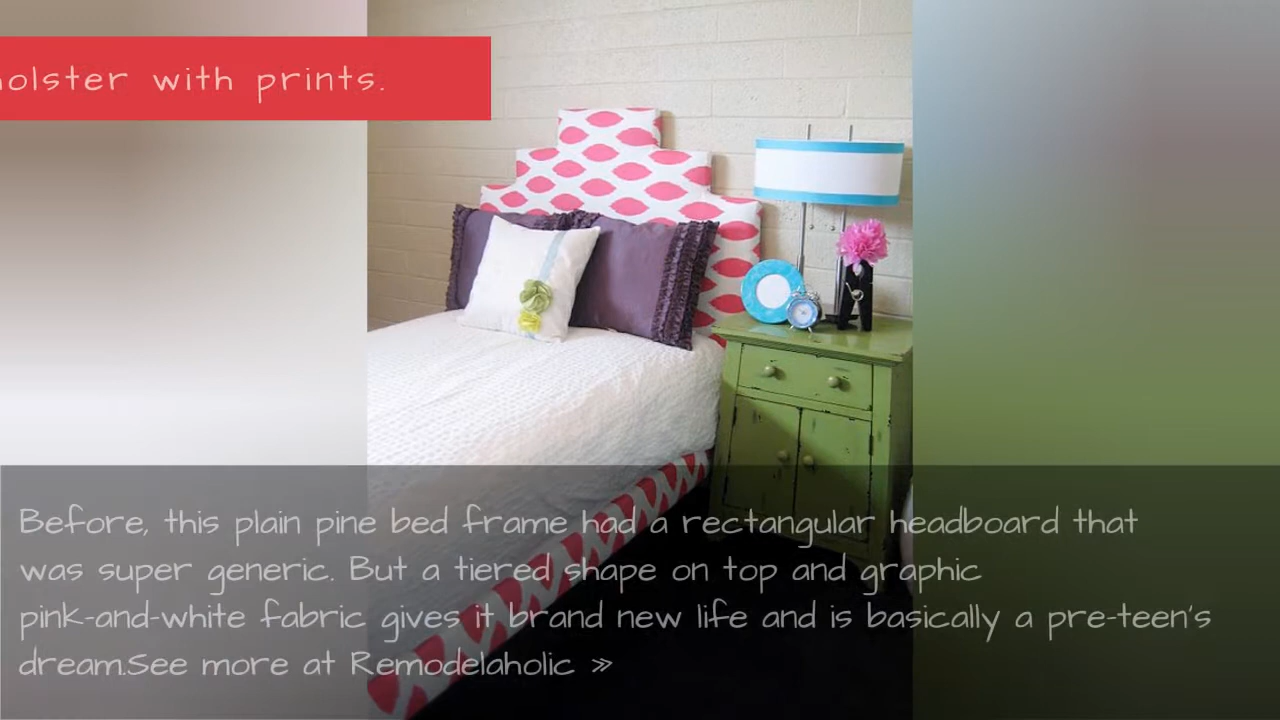 olster with prints.
Before, this plain pine bed frame had a rectangular headboard that
was super generic. But a tiered shape on top and graphic
pink-and-white fabric gives it brand new life and is basically a pre-teen's
dream.See more at Remodelaholic »